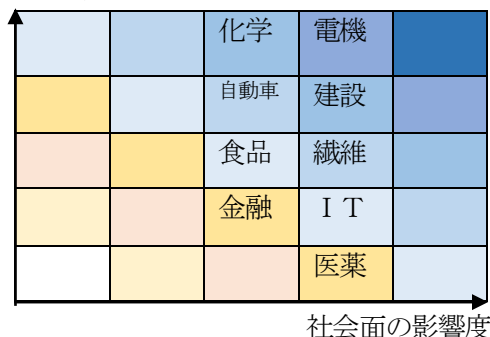 化学 電機
自動車 建設
食品 繊維
金融 ＩＴ
医薬
社会面の影響度